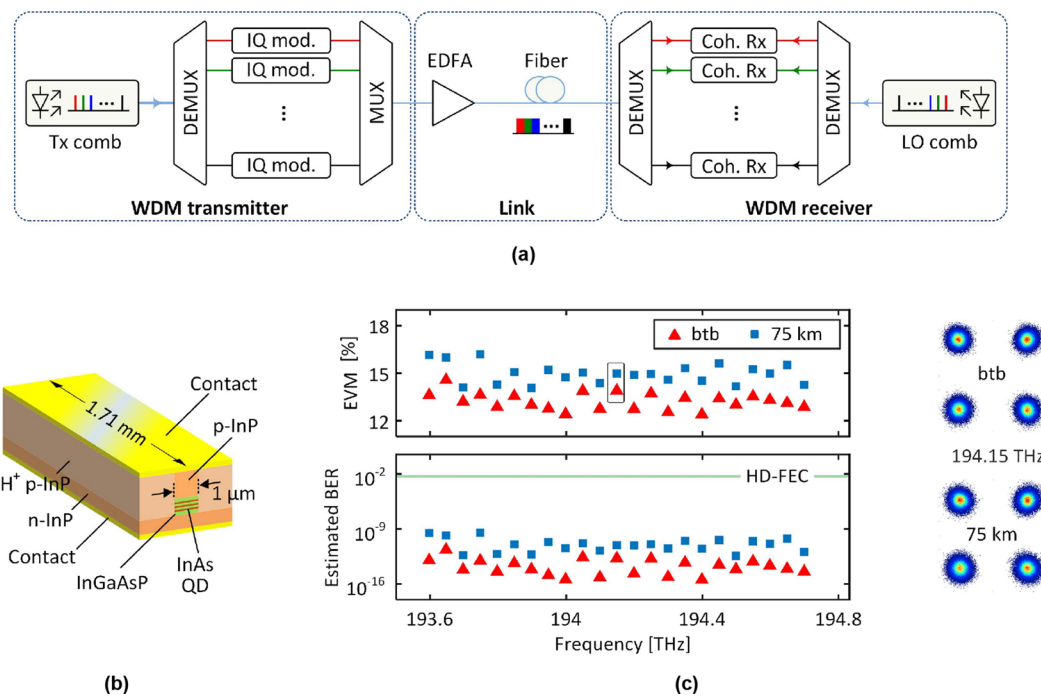 DEMUX
IQ mod.
IQ mod.
...
IQ mod.
MUX
EDFA
Fiber
DEMUX
Coh. Rx
Coh. Rx
...
Coh. Rx
DEMUX
Tx comb
LO comb
WDM transmitter
Link
WDM receiver
(a)
Contact
1.71 mm
p-InP
H⁺ p-InP
1 µm
n-InP
Contact
InGaAsP
InAs
QD
(b)
EVM [%]
18
15
12
btb
75 km
Estimated BER
10⁻²
10⁻⁹
10⁻¹⁶
HD-FEC
193.6
194
194.4
194.8
Frequency [THz]
btb
194.15 THz
75 km
(c)